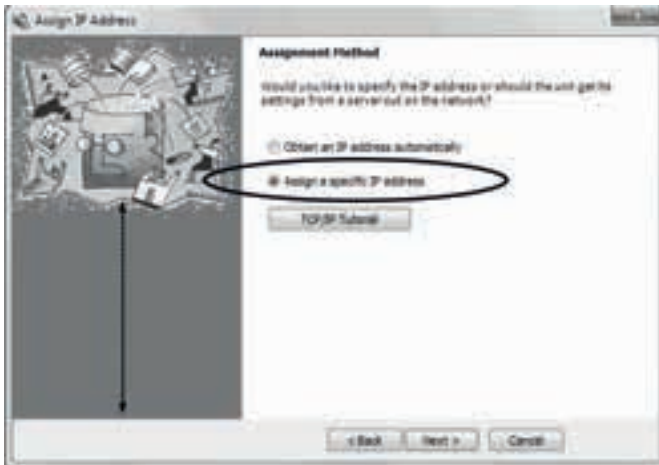 Assign IP Address
Assignment Method
Would you like to specify the IP address or should the unit get its
settings from a server out on the network?
Obtain an IP address automatically
Assign a specific IP address
TCP/IP Tutorial
< Back
Next >
Cancel